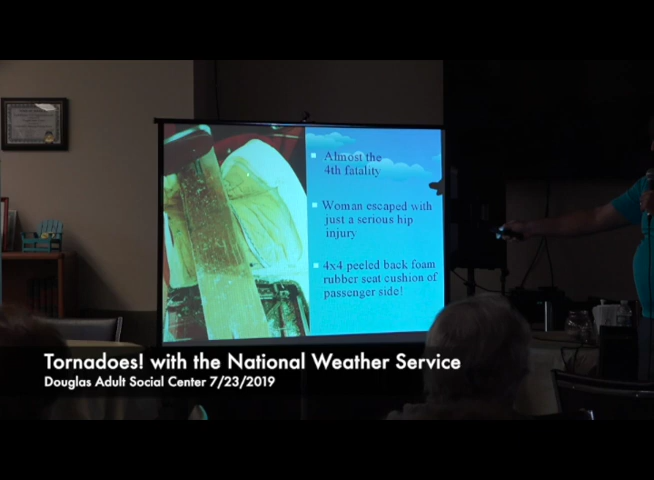 Almost the
4th fatality
Woman escaped with
just a serious hip
injury
4x4 peeled back foam
rubber seat cushion of
passenger side!
Tornadoes! with the National Weather Service
Douglas Adult Social Center 7/23/2019